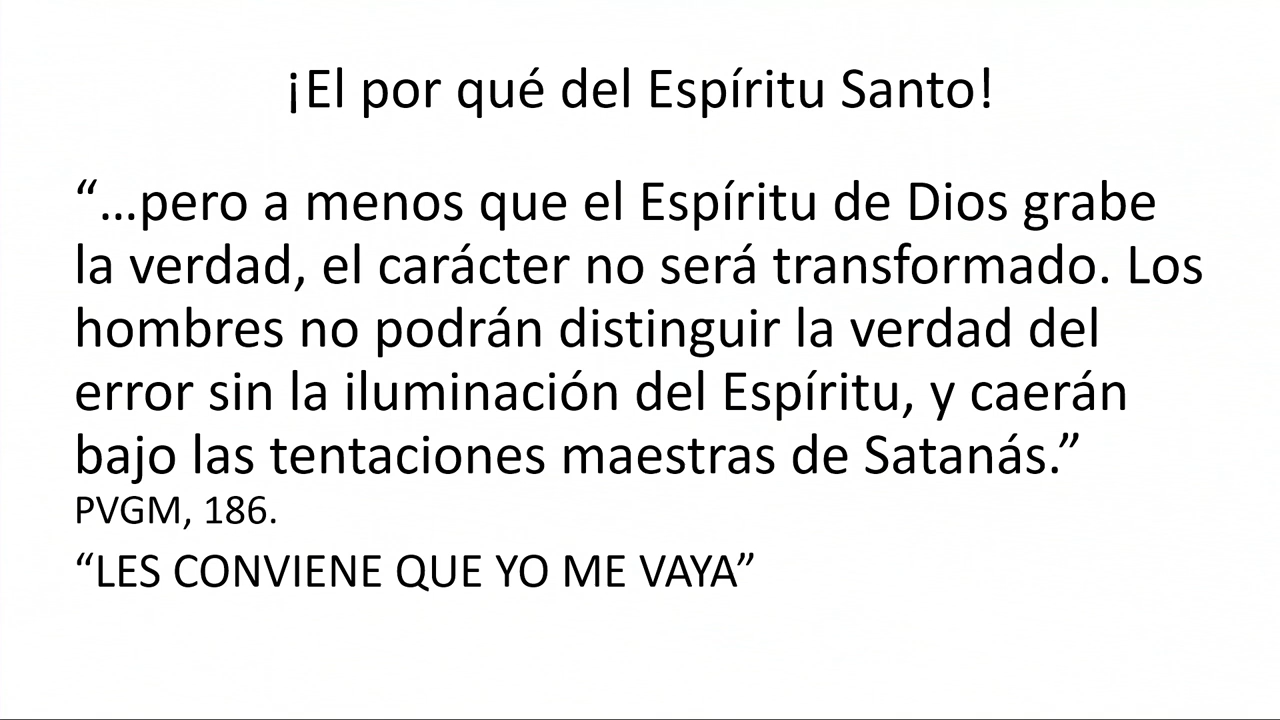 ¡El por qué del Espíritu Santo!
“…pero a menos que el Espíritu de Dios grabe
la verdad, el carácter no será transformado. Los
hombres no podrán distinguir la verdad del
error sin la iluminación del Espíritu, y caerán
bajo las tentaciones maestras de Satanás.”
PVGM, 186.
“LES CONVIENE QUE YO ME VAYA”